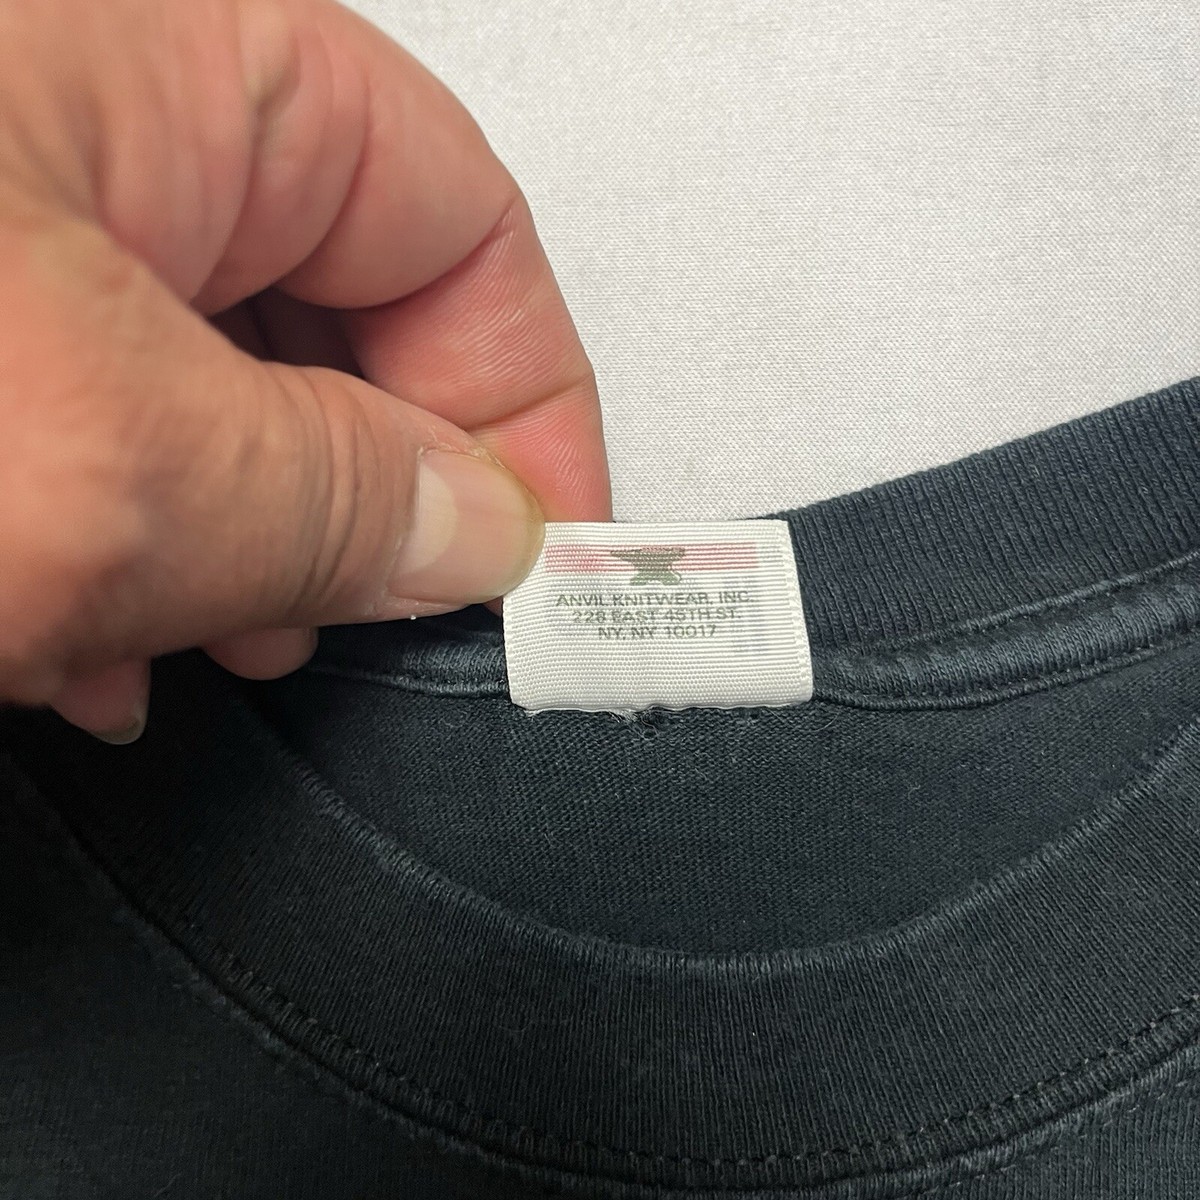 ANVIL KNITWEAR, INC.
228 EAST 45TH ST
NY, NY 10017